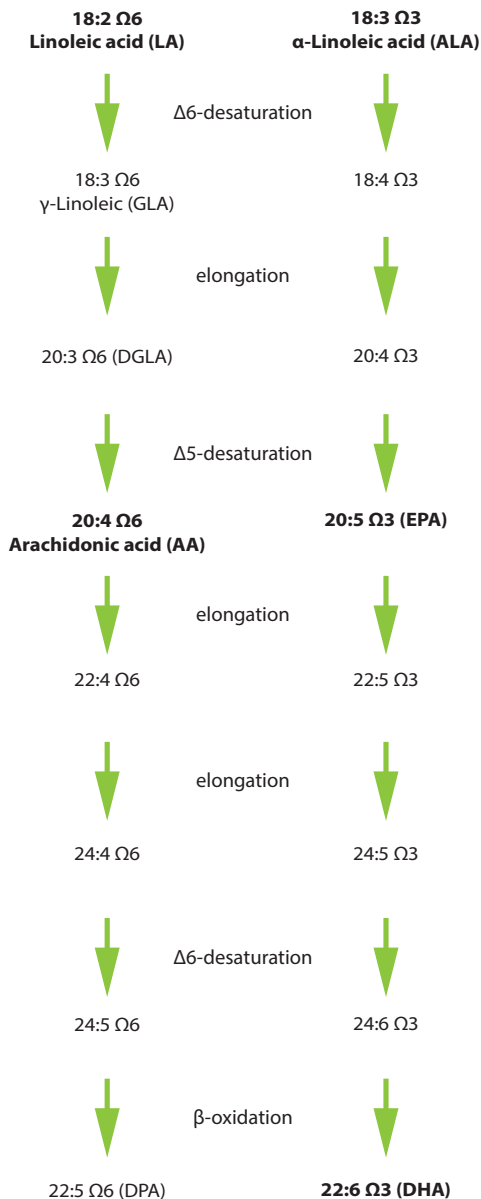 18:2 Ω6
Linoleic acid (LA)
18:3 Ω3
α-Linoleic acid (ALA)
Δ6-desaturation
18:3 Ω6
γ-Linoleic (GLA)
18:4 Ω3
elongation
20:3 Ω6 (DGLA)
20:4 Ω3
Δ5-desaturation
20:4 Ω6
Arachidonic acid (AA)
20:5 Ω3 (EPA)
elongation
22:4 Ω6
22:5 Ω3
elongation
24:4 Ω6
24:5 Ω3
Δ6-desaturation
24:5 Ω6
24:6 Ω3
β-oxidation
22:5 Ω6 (DPA)
22:6 Ω3 (DHA)